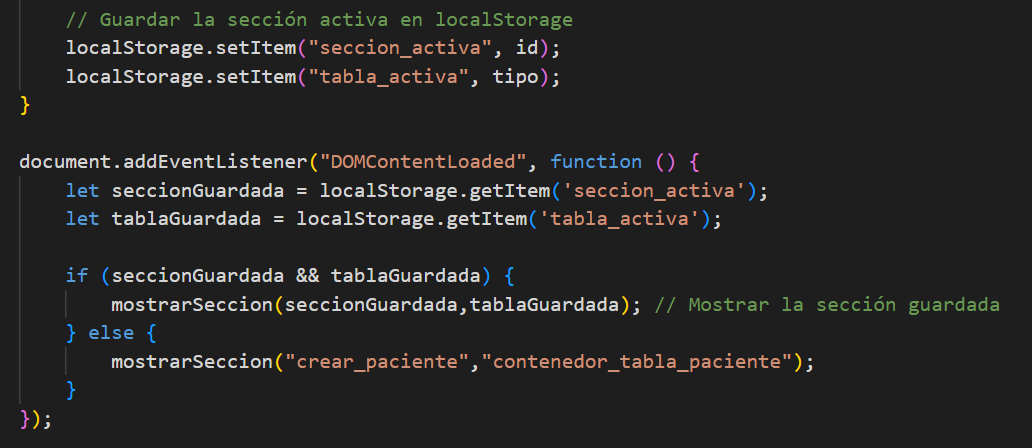 // Guardar la sección activa en localStorage
localStorage.setItem("seccion_activa", id);
localStorage.setItem("tabla_activa", tipo);
}
document.addEventListener("DOMContentLoaded", function () {
let seccionGuardada = localStorage.getItem('seccion_activa');
let tablaGuardada = localStorage.getItem('tabla_activa');
if (seccionGuardada && tablaGuardada) {
mostrarSeccion(seccionGuardada,tablaGuardada); // Mostrar la sección guardada
} else {
mostrarSeccion("crear_paciente","contenedor_tabla_paciente");
}
});